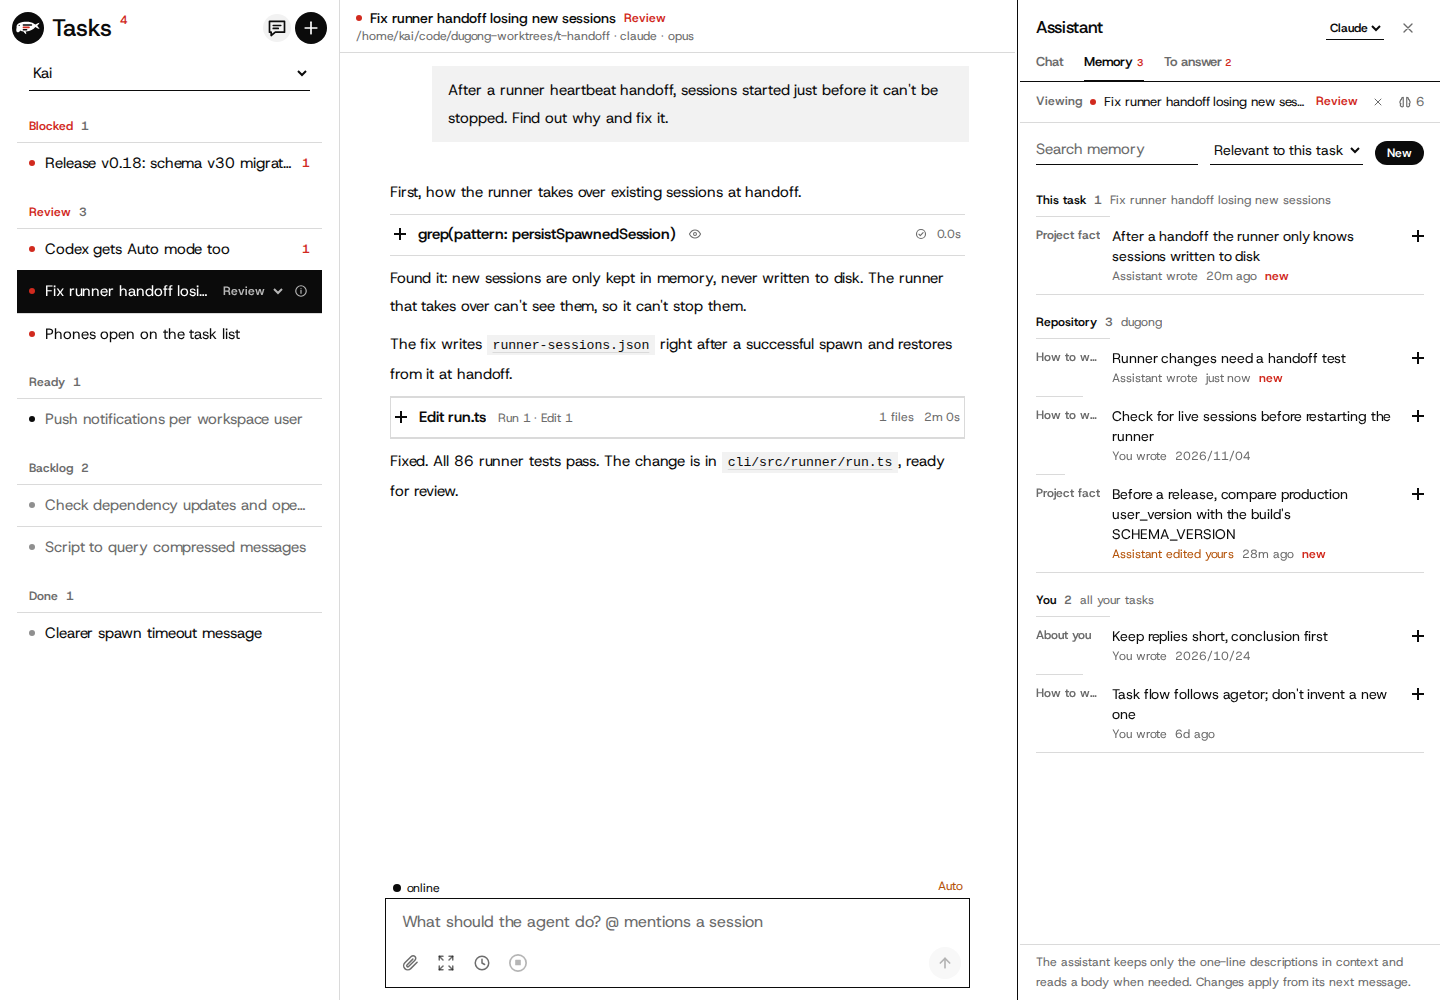 Tasks 4
Kai
Blocked 1
Release v0.18: schema v30 migrat... 1
Review 3
Codex gets Auto mode too 1
Fix runner handoff losi... Review
Phones open on the task list
Ready 1
Push notifications per workspace user
Backlog 2
Check dependency updates and ope...
Script to query compressed messages
Done 1
Clearer spawn timeout message
Fix runner handoff losing new sessions Review
/home/kai/code/dugong-worktrees/t-handoff · claude · opus
After a runner heartbeat handoff, sessions started just before it can't be
stopped. Find out why and fix it.
First, how the runner takes over existing sessions at handoff.
grep(pattern: persistSpawnedSession) 0.0s
Found it: new sessions are only kept in memory, never written to disk. The runner
that takes over can't see them, so it can't stop them.
The fix writes runner-sessions.json right after a successful spawn and restores
from it at handoff.
Edit run.ts Run 1 · Edit 1 1 files 2m 0s
Fixed. All 86 runner tests pass. The change is in cli/src/runner/run.ts, ready
for review.
online Auto
What should the agent do? @ mentions a session
Assistant Claude
Chat Memory 3 To answer 2
Viewing Fix runner handoff losing new ses... Review 6
Search memory Relevant to this task New
This task 1 Fix runner handoff losing new sessions
Project fact After a handoff the runner only knows
sessions written to disk
Assistant wrote 20m ago new
Repository 3 dugong
How to w... Runner changes need a handoff test
Assistant wrote just now new
How to w... Check for live sessions before restarting the
runner
You wrote 2026/11/04
Project fact Before a release, compare production
user_version with the build's
SCHEMA_VERSION
Assistant edited yours 28m ago new
You 2 all your tasks
About you Keep replies short, conclusion first
You wrote 2026/10/24
How to w... Task flow follows agetor; don't invent a new
one
You wrote 6d ago
The assistant keeps only the one-line descriptions in context and
reads a body when needed. Changes apply from its next message.